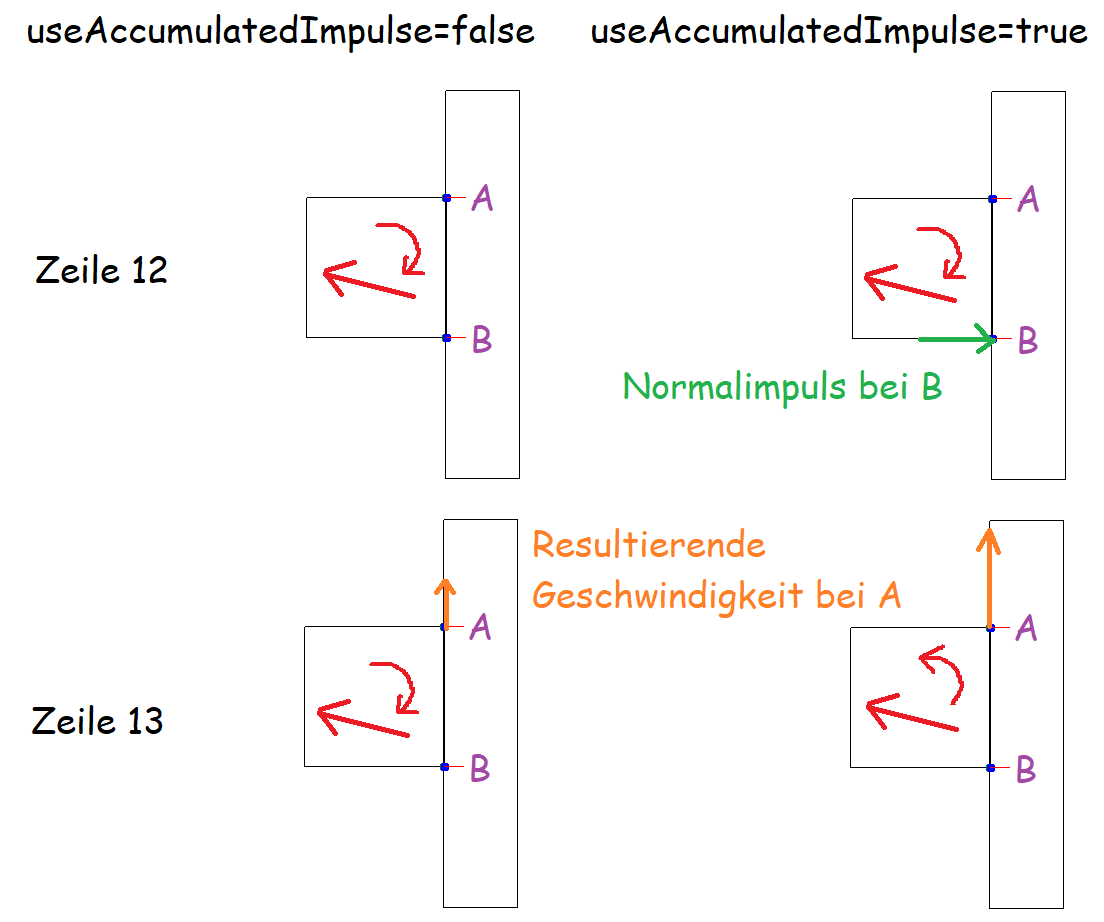 useAccumulatedImpulse=false
useAccumulatedImpulse=true
A
A
Zeile 12
B
B
Normalimpuls bei B
Resultierende
Geschwindigkeit bei A
A
A
Zeile 13
B
B